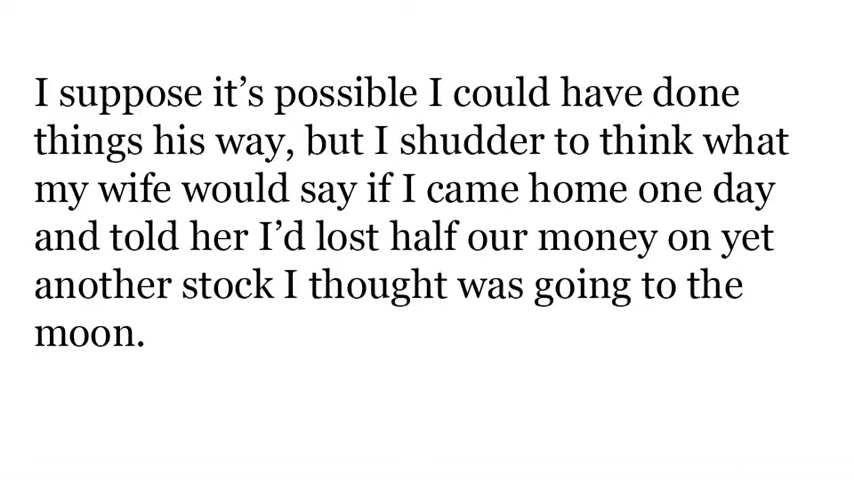 I suppose it’s possible I could have done
things his way, but I shudder to think what
my wife would say if I came home one day
and told her I’d lost half our money on yet
another stock I thought was going to the
moon.